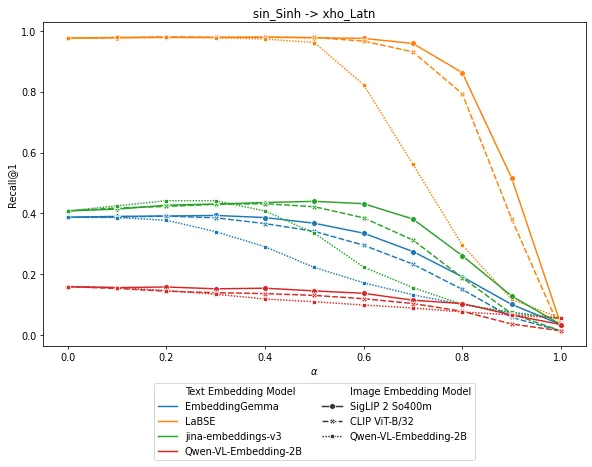 sin_Sinh -> xho_Latn
1.0
0.8
0.6
0.4
0.2
0.0
Recall@1
0.0 0.2 0.4 0.6 0.8 1.0
α
Text Embedding Model Image Embedding Model
EmbeddingGemma SigLIP 2 So400m
LaBSE CLIP ViT-B/32
jina-embeddings-v3 Qwen-VL-Embedding-2B
Qwen-VL-Embedding-2B